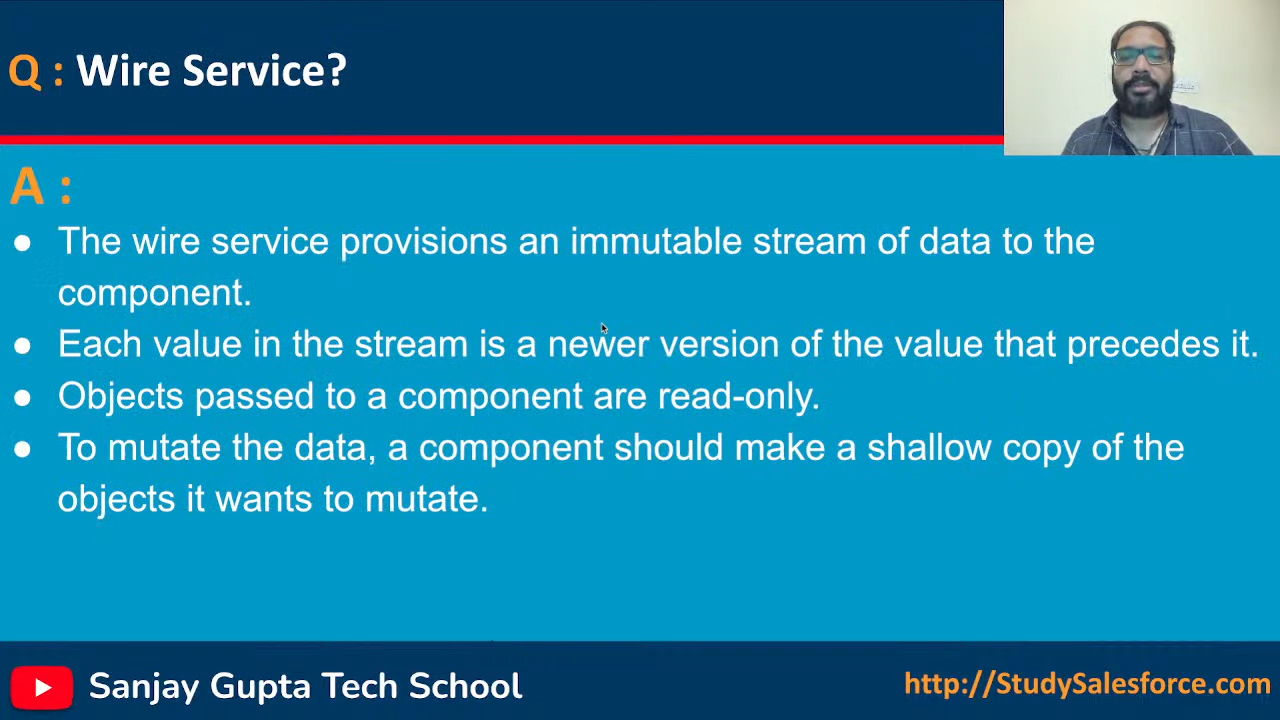 Q : Wire Service?
A :
● The wire service provisions an immutable stream of data to the
component.
● Each value in the stream is a newer version of the value that precedes it.
● Objects passed to a component are read-only.
● To mutate the data, a component should make a shallow copy of the
objects it wants to mutate.
Sanjay Gupta Tech School
http://StudySalesforce.com